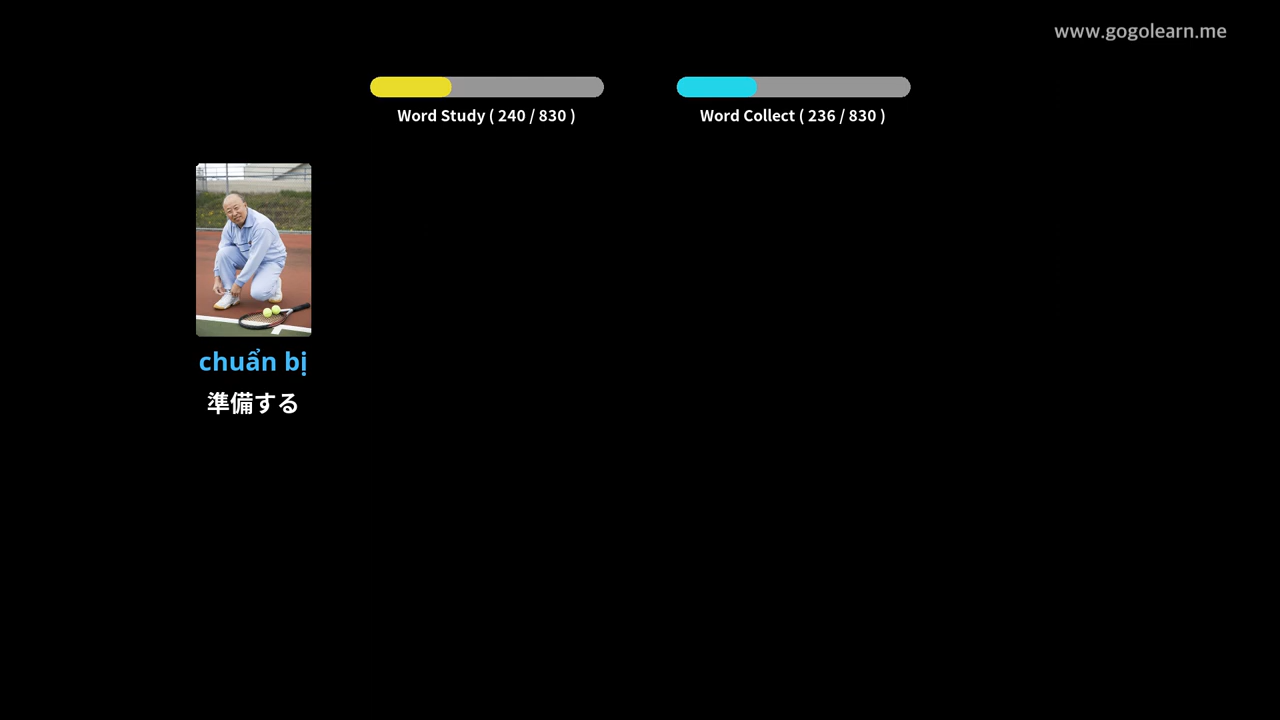 www.gogolearn.me
Word Study ( 240 / 830 )
Word Collect ( 236 / 830 )
chuẩn bị
準備する